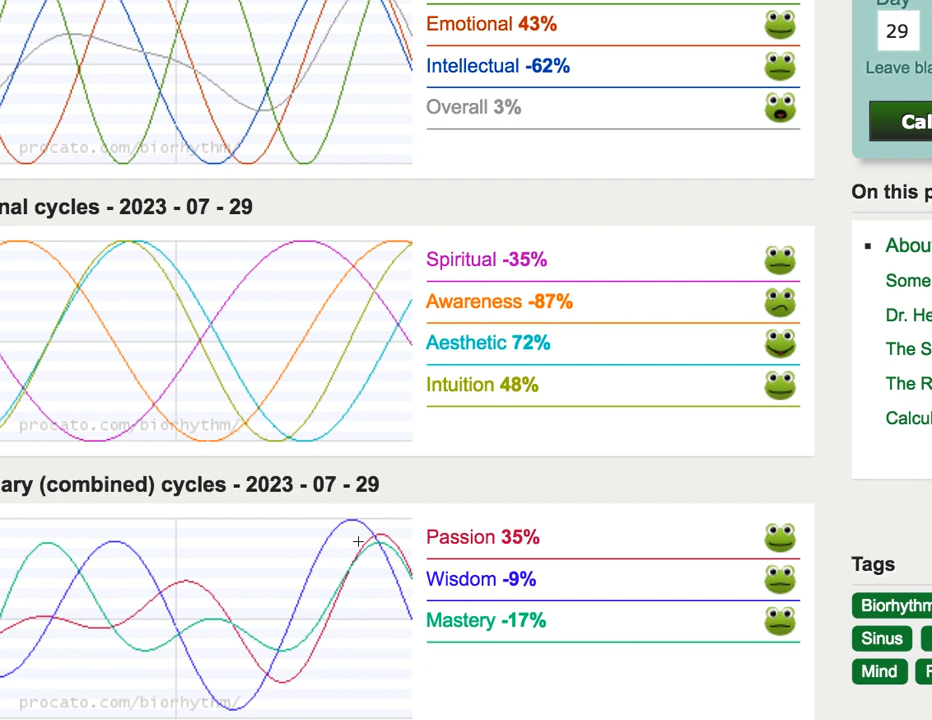 Day
Emotional 43%
29
Intellectual -62%
Leave bla
Overall 3%
Cal
procato.com/biorhythm/
On this p
nal cycles - 2023 - 07 - 29
Abou
Spiritual -35%
Some
Awareness -87%
Dr. He
Aesthetic 72%
The S
Intuition 48%
The R
Calcul
procato.com/biorhythm/
ary (combined) cycles - 2023 - 07 - 29
Passion 35%
Tags
Wisdom -9%
Biorhythm
Mastery -17%
Sinus
Mind F
procato.com/biorhythm/